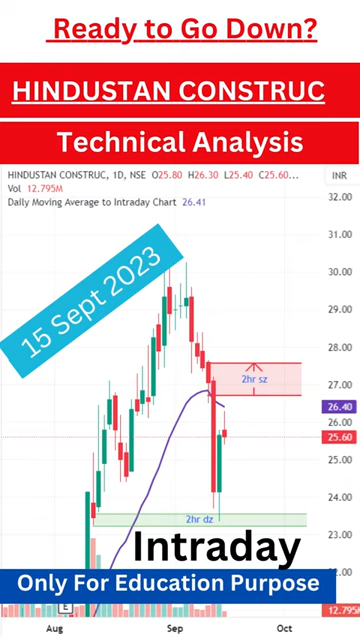 Ready to Go Down?
HINDUSTAN CONSTRUC
Technical Analysis
HINDUSTAN CONSTRUC, 1D, NSE O25.80 H26.30 L25.40 C25.60...
INR
Vol 12.795M
Daily Moving Average to Intraday Chart 26.41
32.00
31.00
15 Sept 2023
30.00
29.00
28.00
2hr sz
27.00
26.40
26.00
25.60
24.00
2hr dz
23.00
Intraday
Only For Education Purpose
E
12.795M
Aug Sep Oct